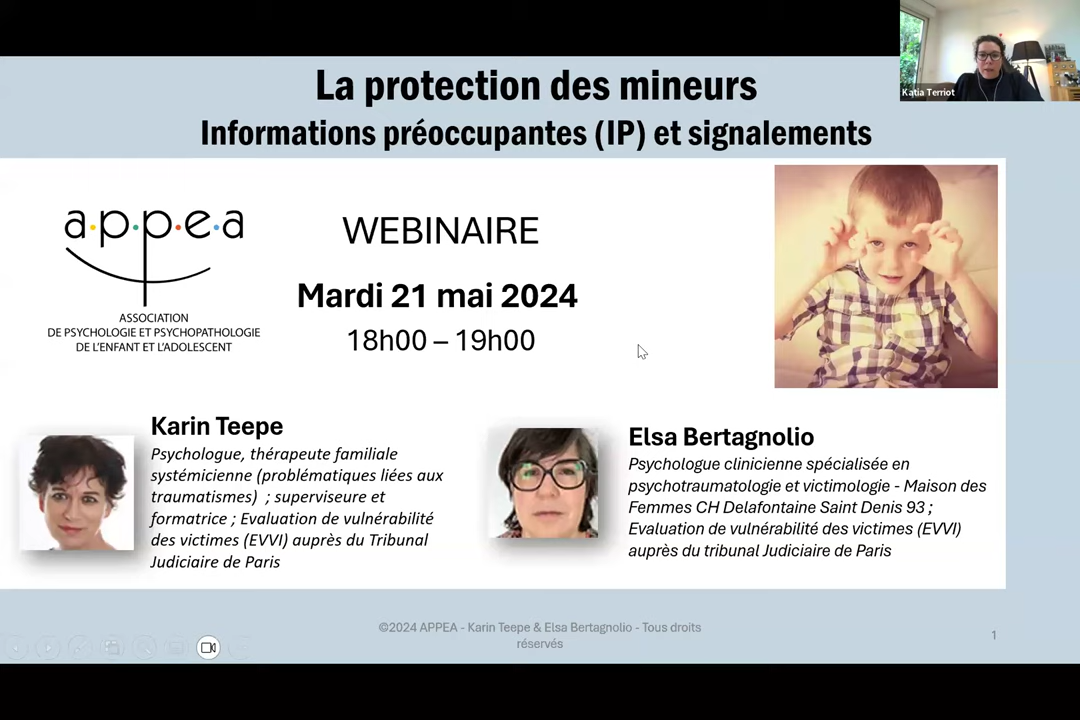 La protection des mineurs
Informations préoccupantes (IP) et signalements
Katia Terriot
a.p.p.e.a
ASSOCIATION
DE PSYCHOLOGIE ET PSYCHOPATHOLOGIE
DE L'ENFANT ET L'ADOLESCENT
WEBINAIRE
Mardi 21 mai 2024
18h00 – 19h00
Karin Teepe
Psychologue, thérapeute familiale
systémicienne (problématiques liées aux
traumatismes) ; superviseure et
formatrice ; Evaluation de vulnérabilité
des victimes (EVVI) auprès du Tribunal
Judiciaire de Paris
Elsa Bertagnolio
Psychologue clinicienne spécialisée en
psychotraumatologie et victimologie - Maison des
Femmes CH Delafontaine Saint Denis 93 ;
Evaluation de vulnérabilité des victimes (EVVI)
auprès du tribunal Judiciaire de Paris
©2024 APPEA - Karin Teepe & Elsa Bertagnolio - Tous droits
réservés
1